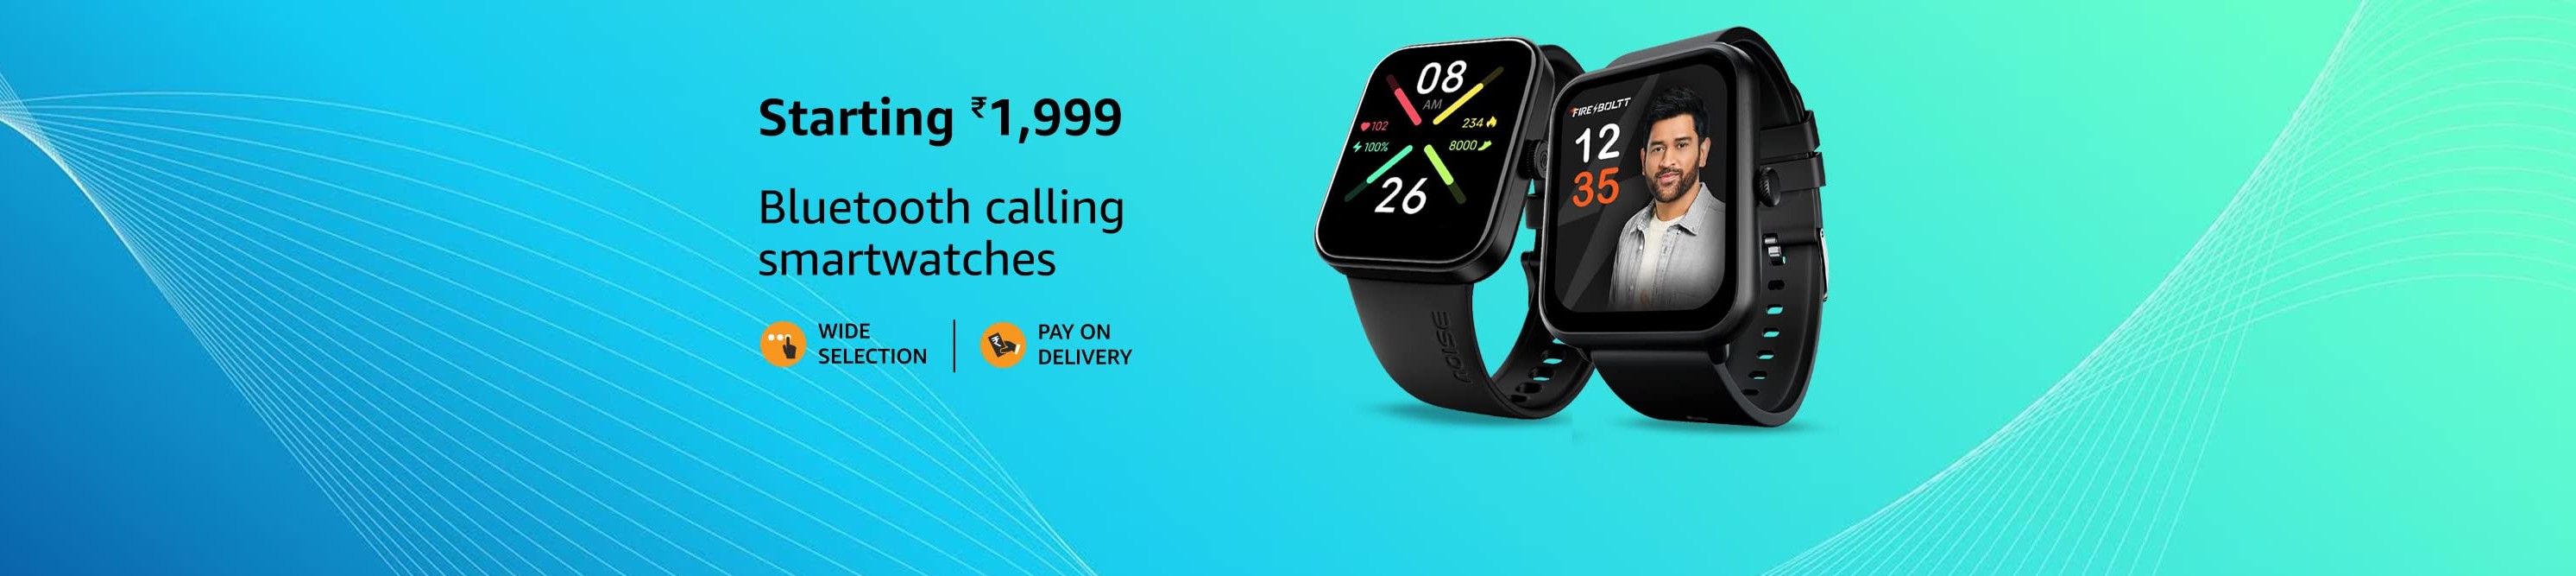 Starting ₹1,999
Bluetooth calling
smartwatches
WIDE
SELECTION
PAY ON
DELIVERY
08
AM
102
234
100%
8000
26
NOISE
FIRE BOLTT
12
35